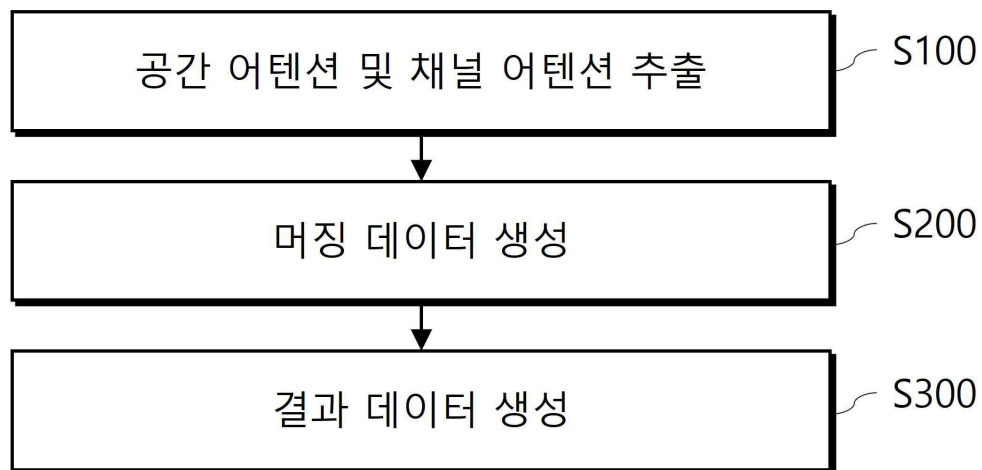 공간 어텐션 및 채널 어텐션 추출
S100
머징 데이터 생성
S200
결과 데이터 생성
S300